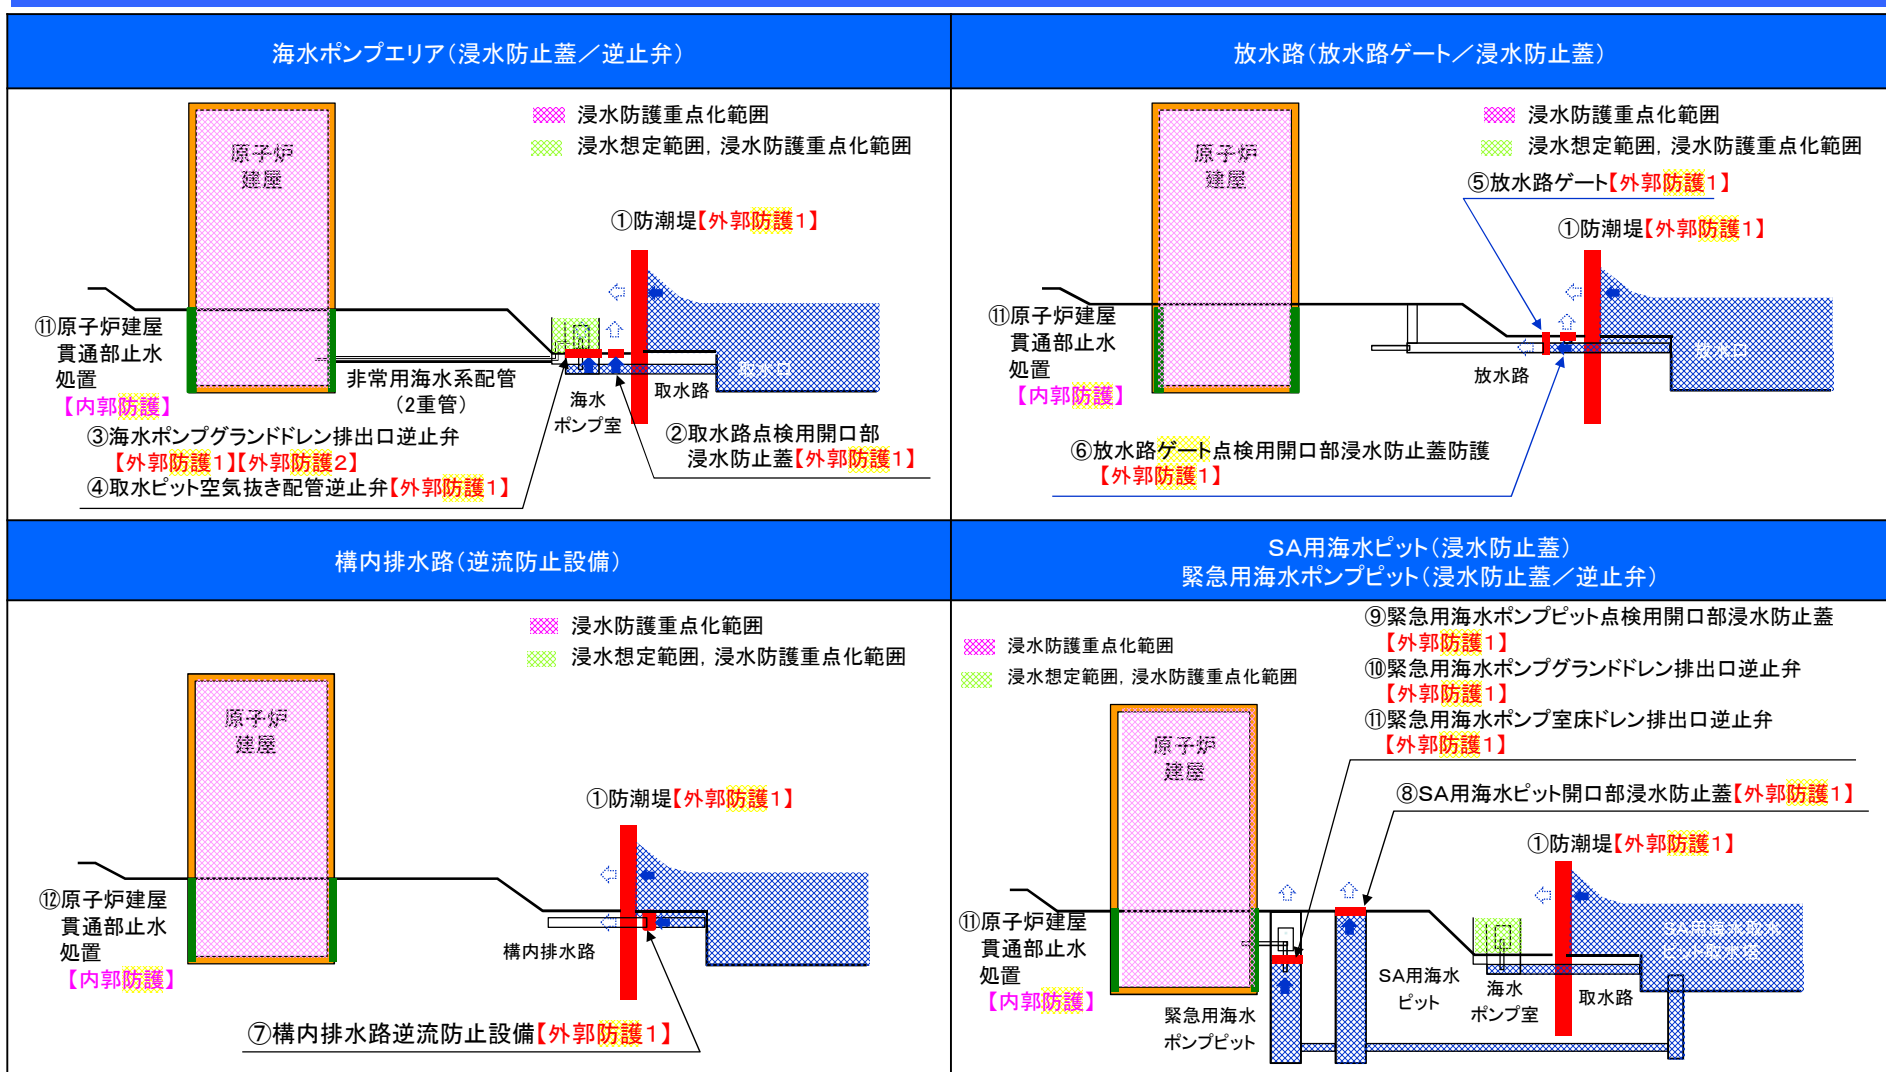 海水ポンプエリア（浸水防止蓋／逆止弁）
浸水防護重点化範囲
浸水想定範囲，浸水防護重点化範囲
原子炉
建屋
①防潮堤【外郭防護１】
⑪原子炉建屋
貫通部止水
処置
【内郭防護】
非常用海水系配管
（2重管）
海水
ポンプ室
取水路
取水口
③海水ポンプグランドドレン排出口逆止弁
【外郭防護１】【外郭防護２】
④取水ピット空気抜き配管逆止弁【外郭防護１】
②取水路点検用開口部
浸水防止蓋【外郭防護１】
放水路（放水路ゲート／浸水防止蓋）
浸水防護重点化範囲
浸水想定範囲，浸水防護重点化範囲
原子炉
建屋
⑤放水路ゲート【外郭防護１】
①防潮堤【外郭防護１】
⑪原子炉建屋
貫通部止水
処置
【内郭防護】
放水路
放水口
⑥放水路ゲート点検用開口部浸水防止蓋防護
【外郭防護１】
構内排水路（逆流防止設備）
浸水防護重点化範囲
浸水想定範囲，浸水防護重点化範囲
原子炉
建屋
①防潮堤【外郭防護１】
⑫原子炉建屋
貫通部止水
処置
【内郭防護】
構内排水路
⑦構内排水路逆流防止設備【外郭防護１】
ＳＡ用海水ピット（浸水防止蓋）
緊急用海水ポンプピット（浸水防止蓋／逆止弁）
浸水防護重点化範囲
浸水想定範囲，浸水防護重点化範囲
⑨緊急用海水ポンプピット点検用開口部浸水防止蓋
【外郭防護１】
⑩緊急用海水ポンプグランドドレン排出口逆止弁
【外郭防護１】
⑪緊急用海水ポンプ室床ドレン排出口逆止弁
【外郭防護１】
原子炉
建屋
⑧ＳＡ用海水ピット開口部浸水防止蓋【外郭防護１】
①防潮堤【外郭防護１】
⑪原子炉建屋
貫通部止水
処置
【内郭防護】
緊急用海水
ポンプピット
SA用海水
ピット
海水
ポンプ室
取水路
SA用海水取水
ピット取水塔